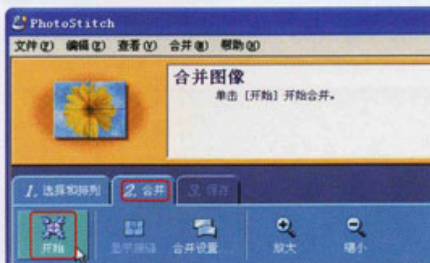 PhotoStitch
文件(F) 编辑(E) 查看(V) 合并(M) 帮助(H)
合并图像
单击 [开始] 开始合并。
1. 选择和排列 2. 合并 3. 保存
开始 显示接缝 合并设置 放大 缩小